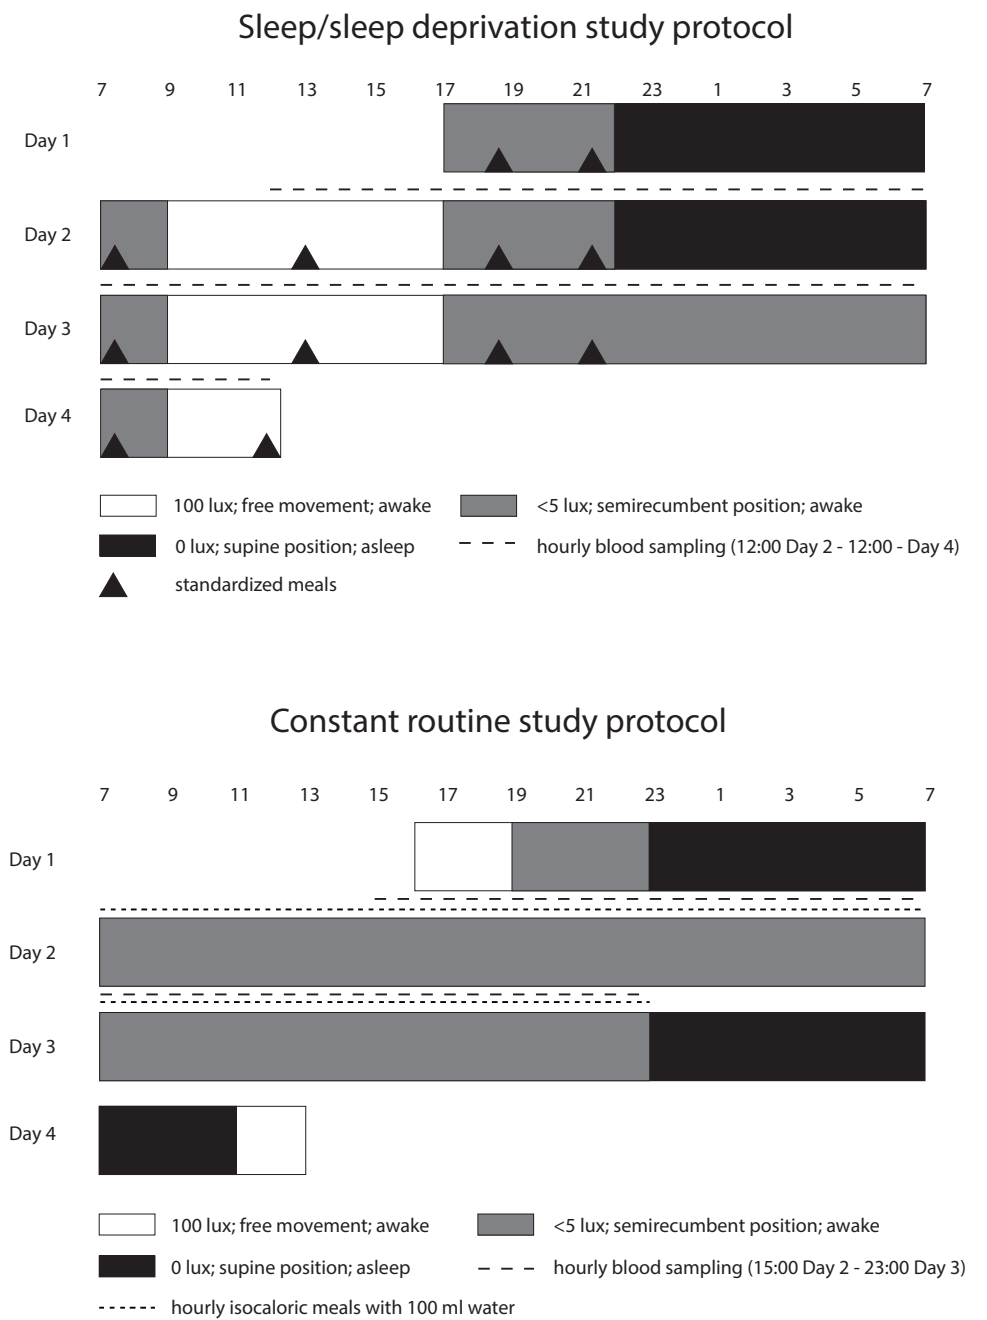 Sleep/sleep deprivation study protocol
7 9 11 13 15 17 19 21 23 1 3 5 7
Day 1
Day 2
Day 3
Day 4
100 lux; free movement; awake
<5 lux; semirecumbent position; awake
0 lux; supine position; asleep
hourly blood sampling (12:00 Day 2 - 12:00 - Day 4)
standardized meals
Constant routine study protocol
7 9 11 13 15 17 19 21 23 1 3 5 7
Day 1
Day 2
Day 3
Day 4
100 lux; free movement; awake
<5 lux; semirecumbent position; awake
0 lux; supine position; asleep
hourly blood sampling (15:00 Day 2 - 23:00 Day 3)
hourly isocaloric meals with 100 ml water